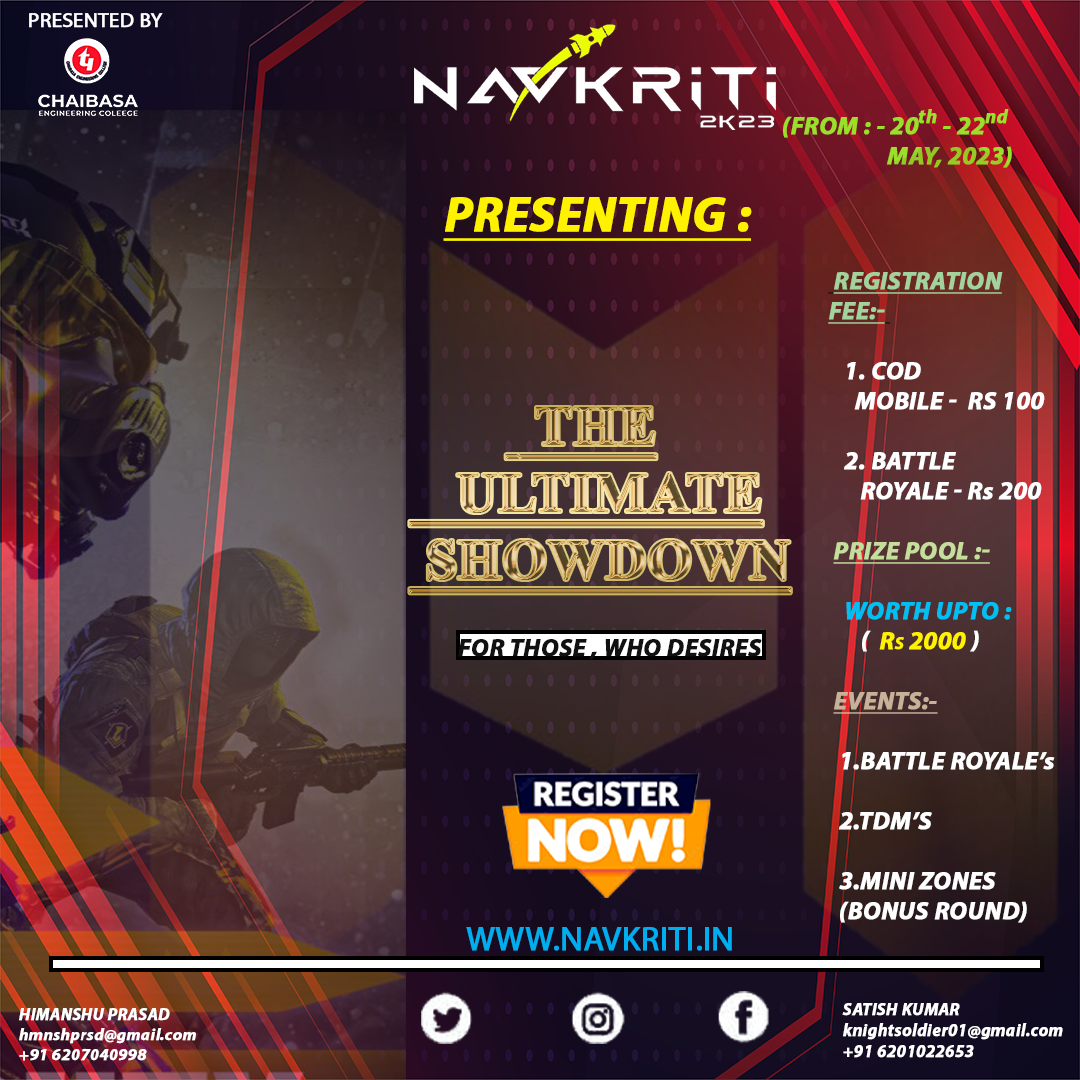 PRESENTED BY
CHAIBASA
ENGINEERING COLEEGE
NAVKRiTi
2K23
(FROM : - 20th - 22nd
MAY, 2023)
PRESENTING :
THE
ULTIMATE
SHOWDOWN
FOR THOSE , WHO DESIRES
REGISTER
NOW!
WWW.NAVKRITI.IN
REGISTRATION
FEE:-
1. COD
MOBILE - RS 100
2. BATTLE
ROYALE - Rs 200
PRIZE POOL :-
WORTH UPTO :
( Rs 2000 )
EVENTS:-
1.BATTLE ROYALE’s
2.TDM’S
3.MINI ZONES
(BONUS ROUND)
HIMANSHU PRASAD
hmnshprsd@gmail.com
+91 6207040998
SATISH KUMAR
knightsoldier01@gmail.com
+91 6201022653